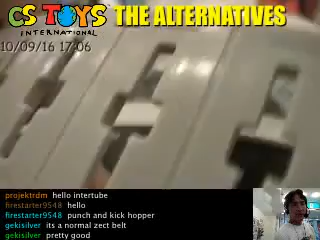 CS TOYS
INTERNATIONAL
THE ALTERNATIVES
10/09/16 17:06
projektrdm hello intertube
firestarter9548 hello
firestarter9548 punch and kick hopper
gekisilver its a normal zect belt
gekisilver pretty good